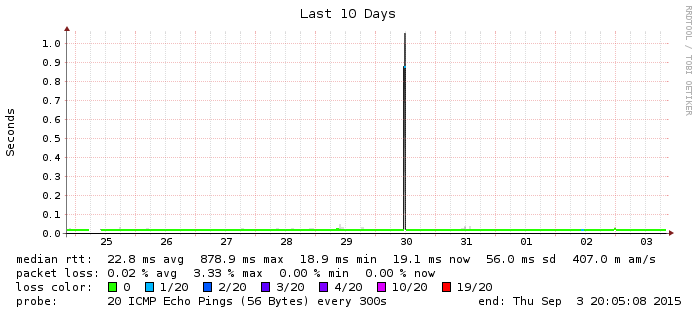 Last 10 Days
RRDTOOL / TOBI OETIKER
Seconds
1.0
0.9
0.8
0.7
0.6
0.5
0.4
0.3
0.2
0.1
0.0
25 26 27 28 29 30 31 01 02 03
median rtt: 22.8 ms avg 878.9 ms max 18.9 ms min 19.1 ms now 56.0 ms sd 407.0 m am/s
packet loss: 0.02 % avg 3.33 % max 0.00 % min 0.00 % now
loss color: 0 1/20 2/20 3/20 4/20 10/20 19/20
probe: 20 ICMP Echo Pings (56 Bytes) every 300s end: Thu Sep 3 20:05:08 2015